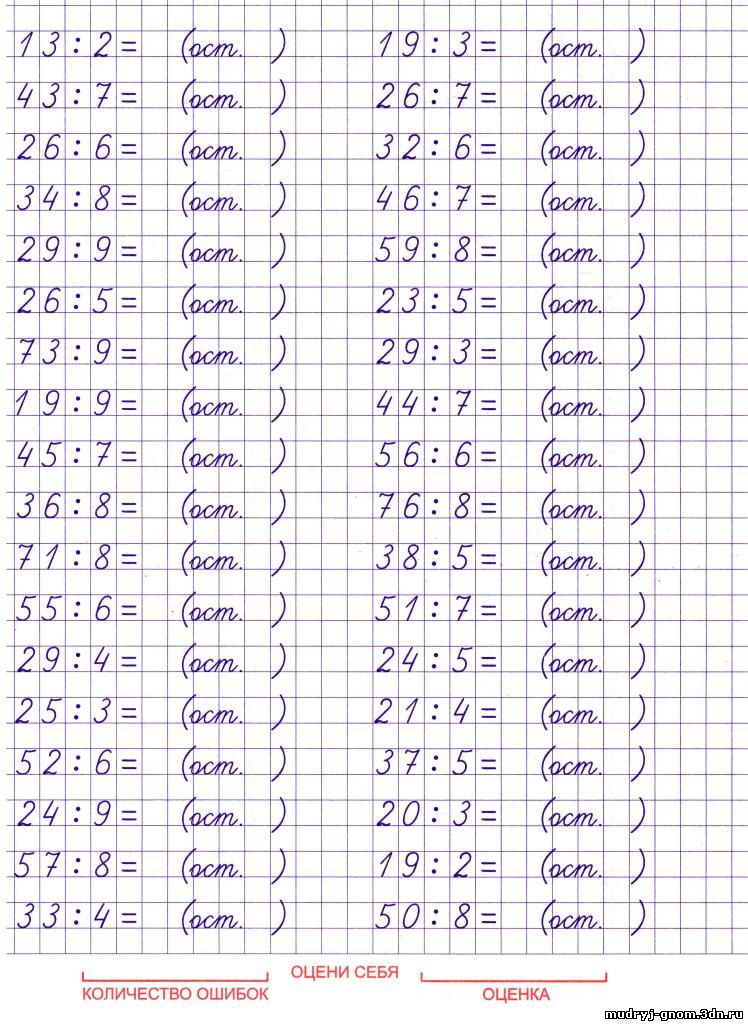 13:2= (ост. ) 19:3= (ост. )
43:7= (ост. ) 26:7= (ост. )
26:6= (ост. ) 32:6= (ост. )
34:8= (ост. ) 46:7= (ост. )
29:9= (ост. ) 59:8= (ост. )
26:5= (ост. ) 23:5= (ост. )
73:9= (ост. ) 29:3= (ост. )
19:9= (ост. ) 44:7= (ост. )
45:7= (ост. ) 56:6= (ост. )
36:8= (ост. ) 76:8= (ост. )
71:8= (ост. ) 38:5= (ост. )
55:6= (ост. ) 51:7= (ост. )
29:4= (ост. ) 24:5= (ост. )
25:3= (ост. ) 21:4= (ост. )
52:6= (ост. ) 37:5= (ост. )
24:9= (ост. ) 20:3= (ост. )
57:8= (ост. ) 19:2= (ост. )
33:4= (ост. ) 50:8= (ост. )
ОЦЕНИ СЕБЯ
КОЛИЧЕСТВО ОШИБОК ОЦЕНКА
mudryj-gnom.3dn.ru